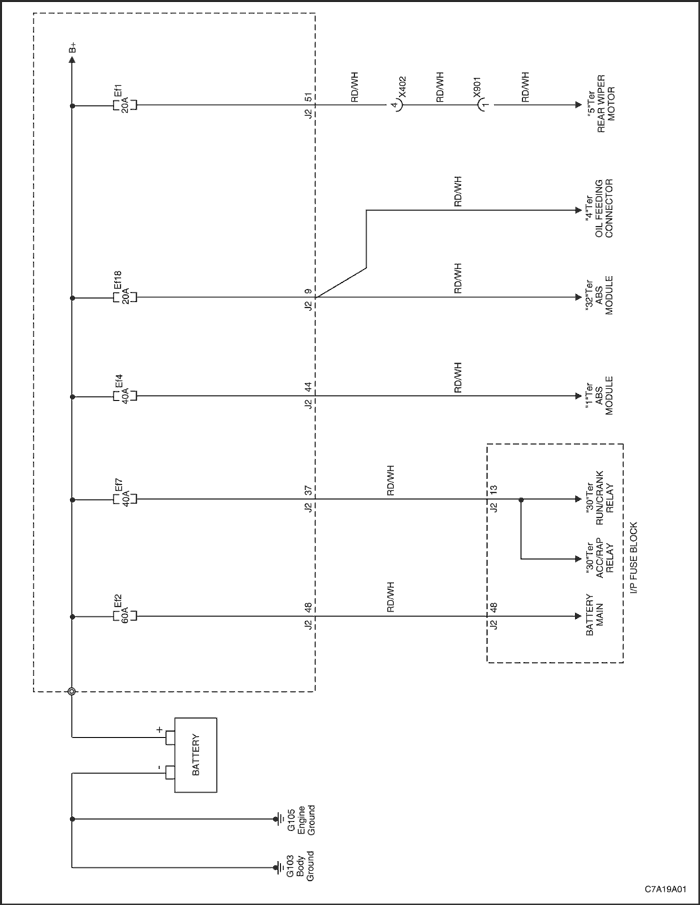 B+
Ef1
20A
J2 51
RD/WH
4 X402
RD/WH
1 X901
RD/WH
"5"Ter
REAR WIPER
MOTOR
RD/WH
"4"Ter
OIL FEEDING
CONNECTOR
Ef18
20A
J2 9
RD/WH
"32"Ter
ABS
MODULE
Ef4
40A
J2 44
RD/WH
"1"Ter
ABS
MODULE
Ef7
40A
J2 37
RD/WH
J2 13
"30"Ter
RUN/CRANK
RELAY
"30"Ter
ACC/RAP
RELAY
Ef2
60A
J2 48
RD/WH
J2 48
BATTERY
MAIN
I/P FUSE BLOCK
+
-
BATTERY
G105
Engine
Ground
G103
Body
Ground
C7A19A01